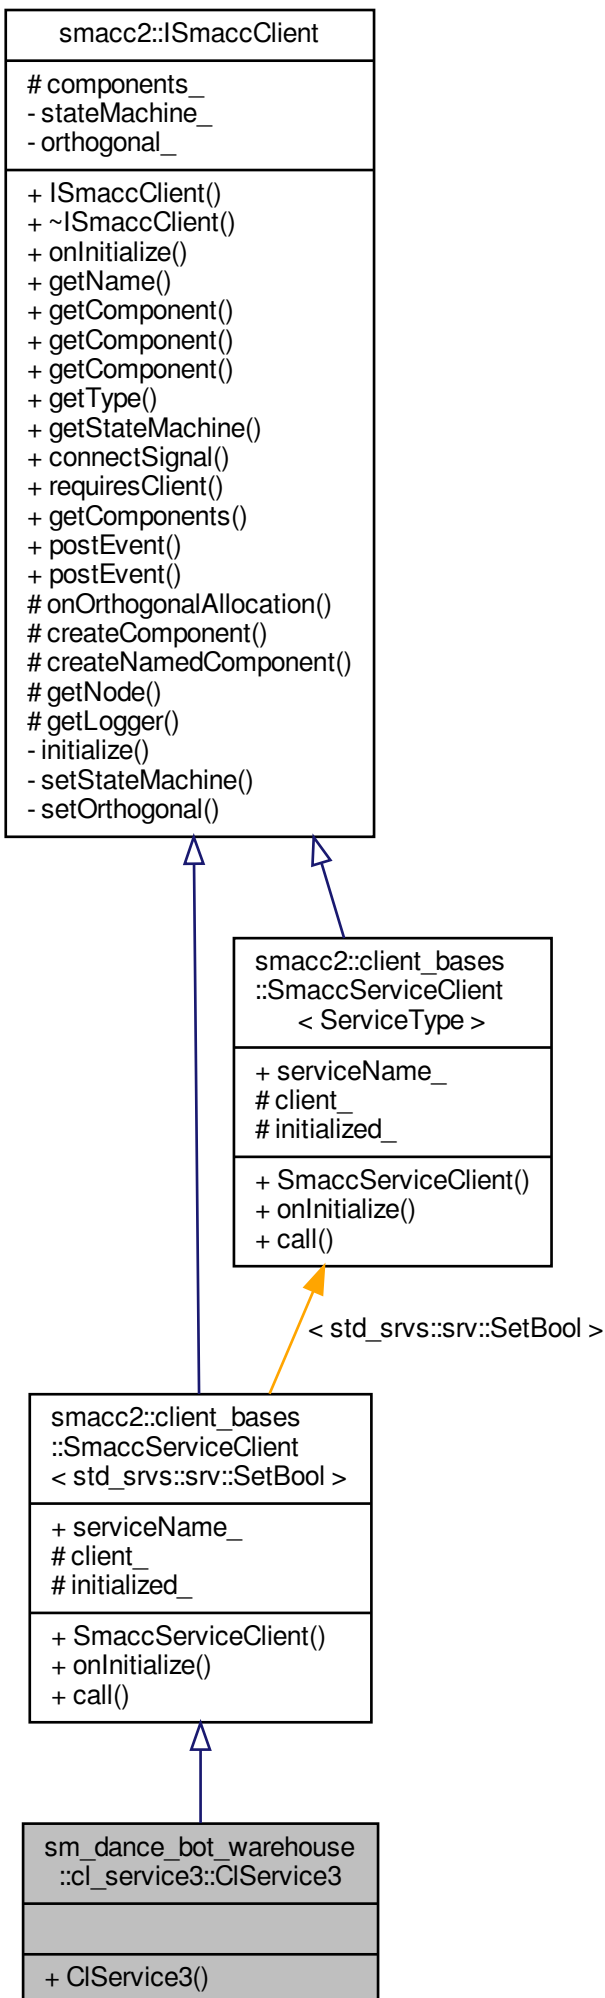 smacc2::ISmaccClient
# components_
- stateMachine_
- orthogonal_
+ ISmaccClient()
+ ~ISmaccClient()
+ onInitialize()
+ getName()
+ getComponent()
+ getComponent()
+ getComponent()
+ getType()
+ getStateMachine()
+ connectSignal()
+ requiresClient()
+ getComponents()
+ postEvent()
+ postEvent()
# onOrthogonalAllocation()
# createComponent()
# createNamedComponent()
# getNode()
# getLogger()
- initialize()
- setStateMachine()
- setOrthogonal()
smacc2::client_bases
::SmaccServiceClient
< ServiceType >
+ serviceName_
# client_
# initialized_
+ SmaccServiceClient()
+ onInitialize()
+ call()
< std_srvs::srv::SetBool >
smacc2::client_bases
::SmaccServiceClient
< std_srvs::srv::SetBool >
+ serviceName_
# client_
# initialized_
+ SmaccServiceClient()
+ onInitialize()
+ call()
sm_dance_bot_warehouse
::cl_service3::ClService3
+ ClService3()